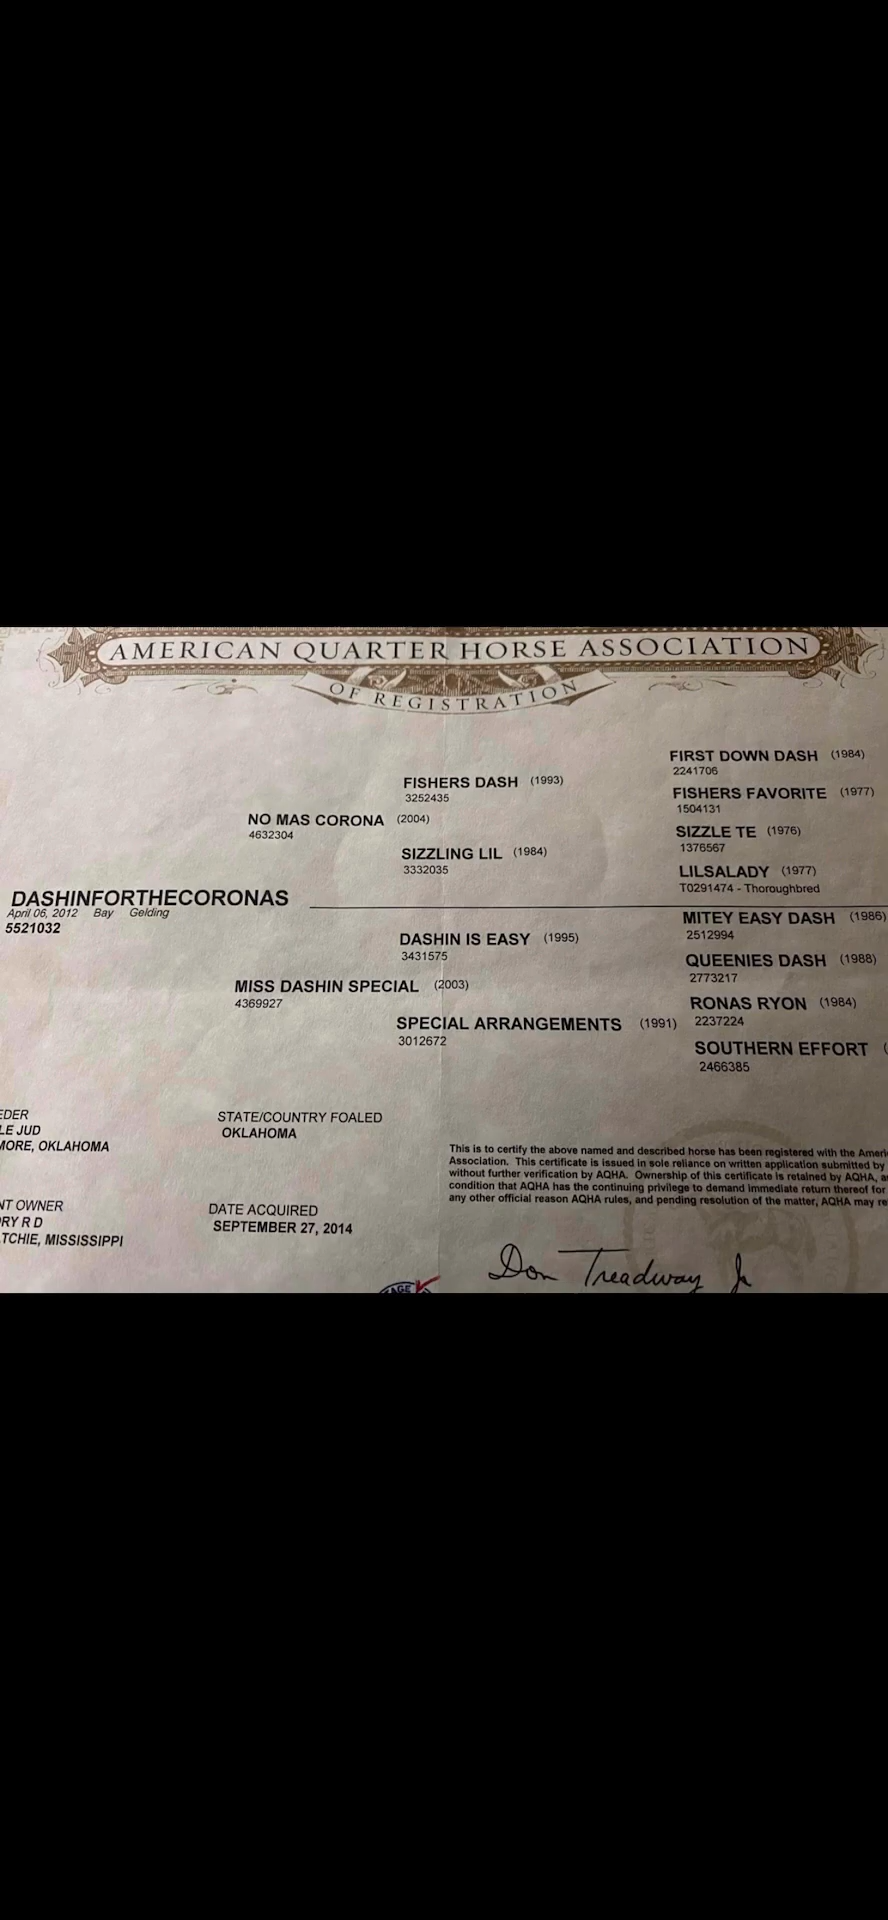 AMERICAN QUARTER HORSE ASSOCIATION
OF REGISTRATION
FIRST DOWN DASH (1984)
2241706
FISHERS DASH (1993)
3252435
FISHERS FAVORITE (1977)
1504131
NO MAS CORONA (2004)
4632304
SIZZLE TE (1976)
1376567
SIZZLING LIL (1984)
3332035
LILSALADY (1977)
T0291474 - Thoroughbred
DASHINFORTHECORONAS
April 06, 2012 Bay Gelding
5521032
MITEY EASY DASH (1986)
2512994
DASHIN IS EASY (1995)
3431575
QUEENIES DASH (1988)
2773217
MISS DASHIN SPECIAL (2003)
4369927
RONAS RYON (1984)
2237224
SPECIAL ARRANGEMENTS (1991)
3012672
SOUTHERN EFFORT (
2466385
EDER
LE JUD
MORE, OKLAHOMA
STATE/COUNTRY FOALED
OKLAHOMA
NT OWNER
RY R D
TCHIE, MISSISSIPPI
DATE ACQUIRED
SEPTEMBER 27, 2014
This is to certify the above named and described horse has been registered with the Ameri
Association. This certificate is issued in sole reliance on written application submitted by
without further verification by AQHA. Ownership of this certificate is retained by AQHA, a
condition that AQHA has the continuing privilege to demand immediate return thereof for
any other official reason AQHA rules, and pending resolution of the matter, AQHA may re
Don Treadway Jr
AGE